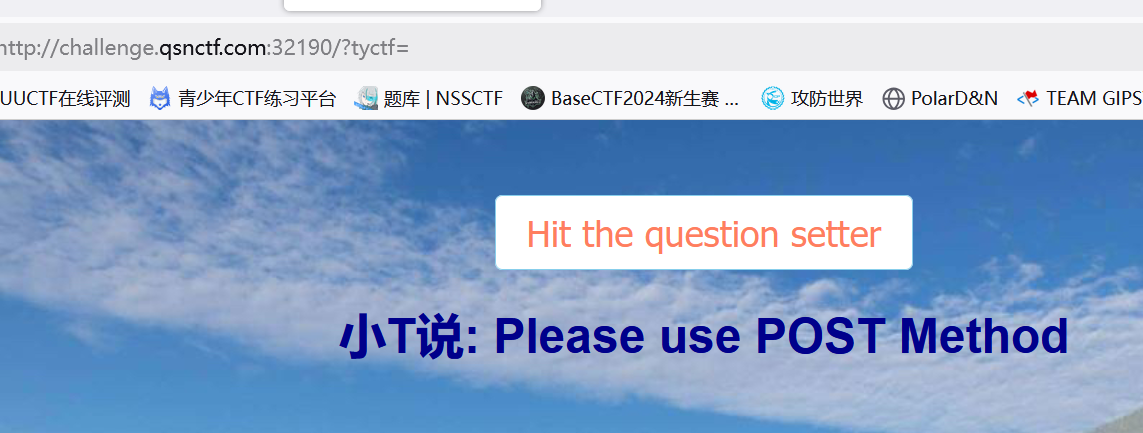 http://challenge.qsnctf.com:32190/?tyctf=
UUCTF在线评测 青少年CTF练习平台 题库 | NSSCTF BaseCTF2024新生赛 ... 攻防世界 PolarD&N TEAM GIPS
Hit the question setter
小T说: Please use POST Method